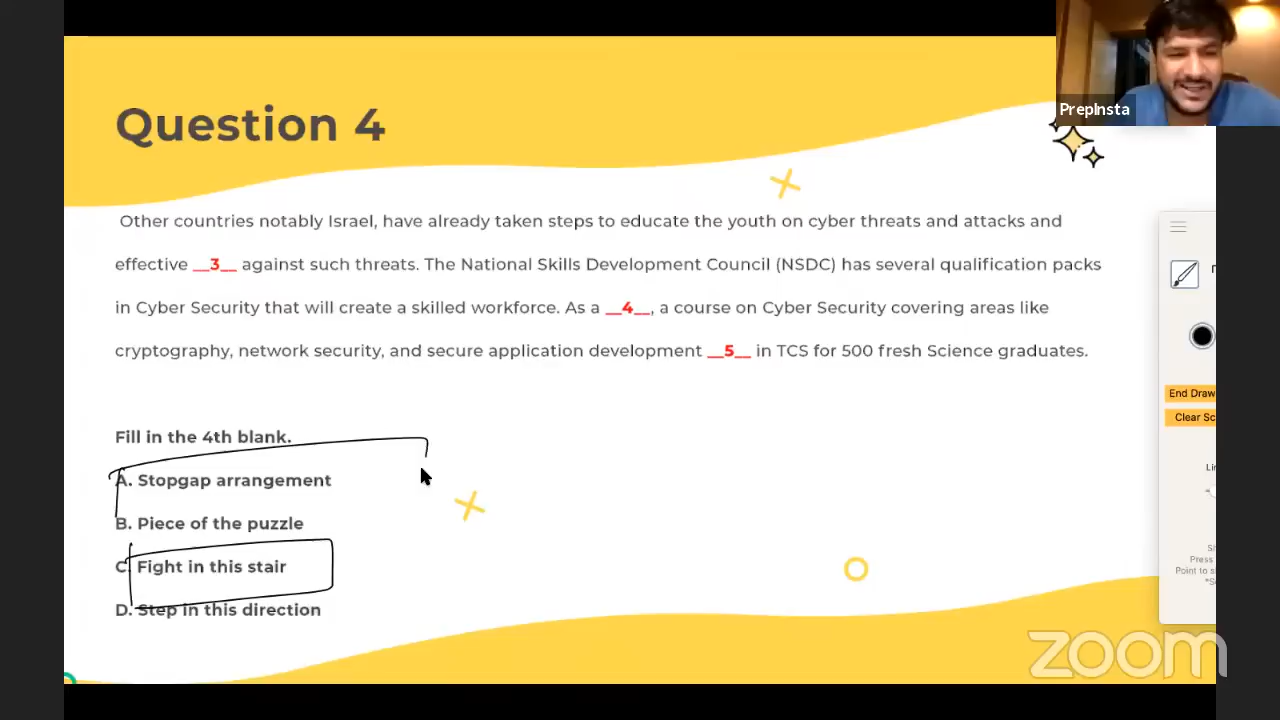 PrepInsta
Question 4
Other countries notably Israel, have already taken steps to educate the youth on cyber threats and attacks and
effective __3__ against such threats. The National Skills Development Council (NSDC) has several qualification packs
in Cyber Security that will create a skilled workforce. As a __4__, a course on Cyber Security covering areas like
cryptography, network security, and secure application development __5__ in TCS for 500 fresh Science graduates.
End Draw
Clear Sc
Fill in the 4th blank.
A. Stopgap arrangement
B. Piece of the puzzle
C. Fight in this stair
D. Step in this direction
Press
Point to s
zoom